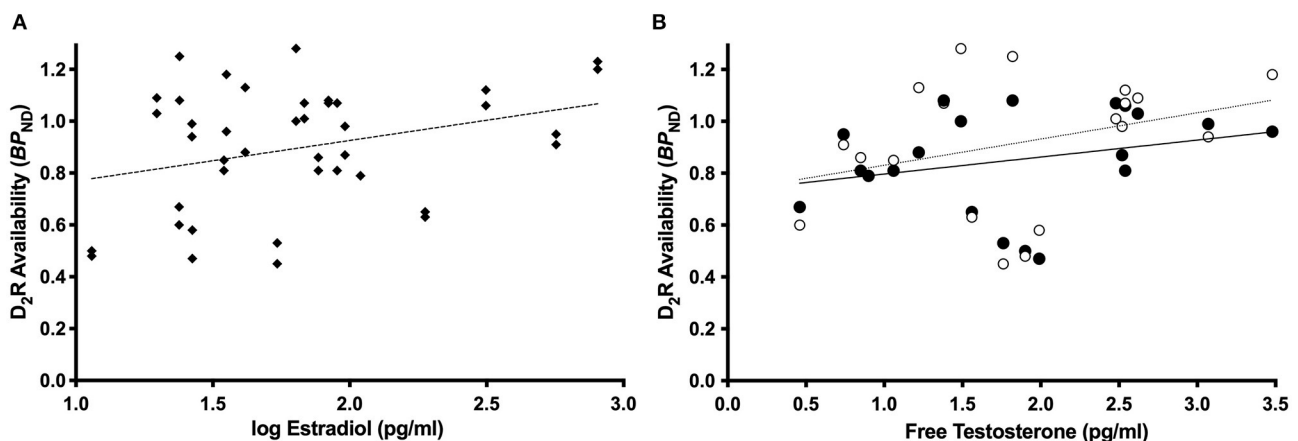 A
D2R Availability (BPND)
1.2
1.0
0.8
0.6
0.4
0.2
0.0
1.0 1.5 2.0 2.5 3.0
log Estradiol (pg/ml)
B
D2R Availability (BPND)
1.2
1.0
0.8
0.6
0.4
0.2
0.0
0.0 0.5 1.0 1.5 2.0 2.5 3.0 3.5
Free Testosterone (pg/ml)